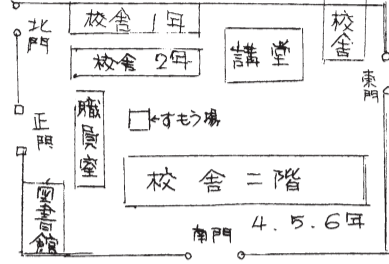 校舎1年
校舎
北門
校舎2年
講堂
東門
職員室
←すもう場
正門
校舎二階
図書館
南門
4.5.6年